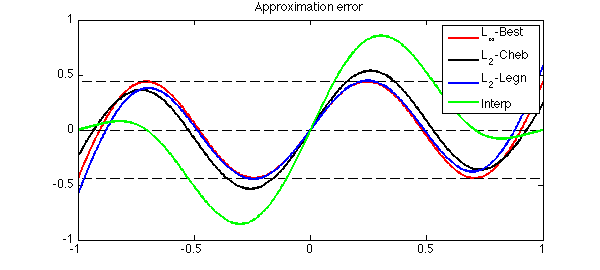 Approximation error
1
0.5
0
-0.5
-1
-1
-0.5
0
0.5
1
L∞-Best
L2-Cheb
L2-Legn
Interp